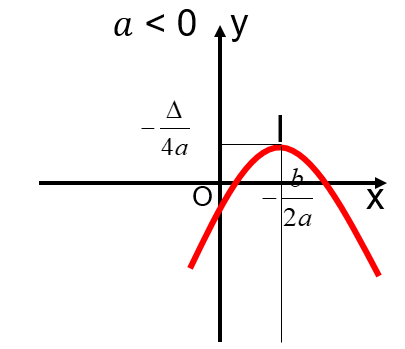 a < 0 y
-Δ/4a
I
O -b/2a x